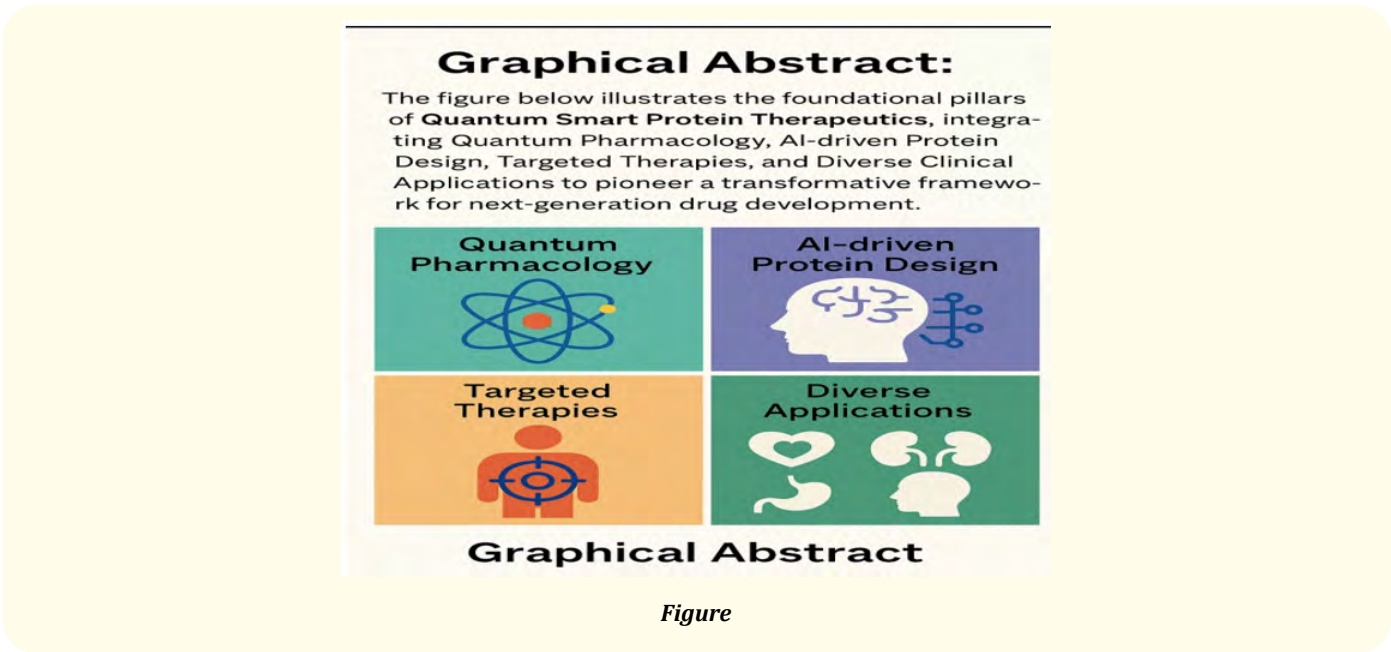 Graphical Abstract:
The figure below illustrates the foundational pillars
of Quantum Smart Protein Therapeutics, integra-
ting Quantum Pharmacology, AI-driven Protein
Design, Targeted Therapies, and Diverse Clinical
Applications to pioneer a transformative framewo-
rk for next-generation drug development.
Quantum
Pharmacology
AI-driven
Protein Design
Targeted
Therapies
Diverse
Applications
Graphical Abstract
Figure